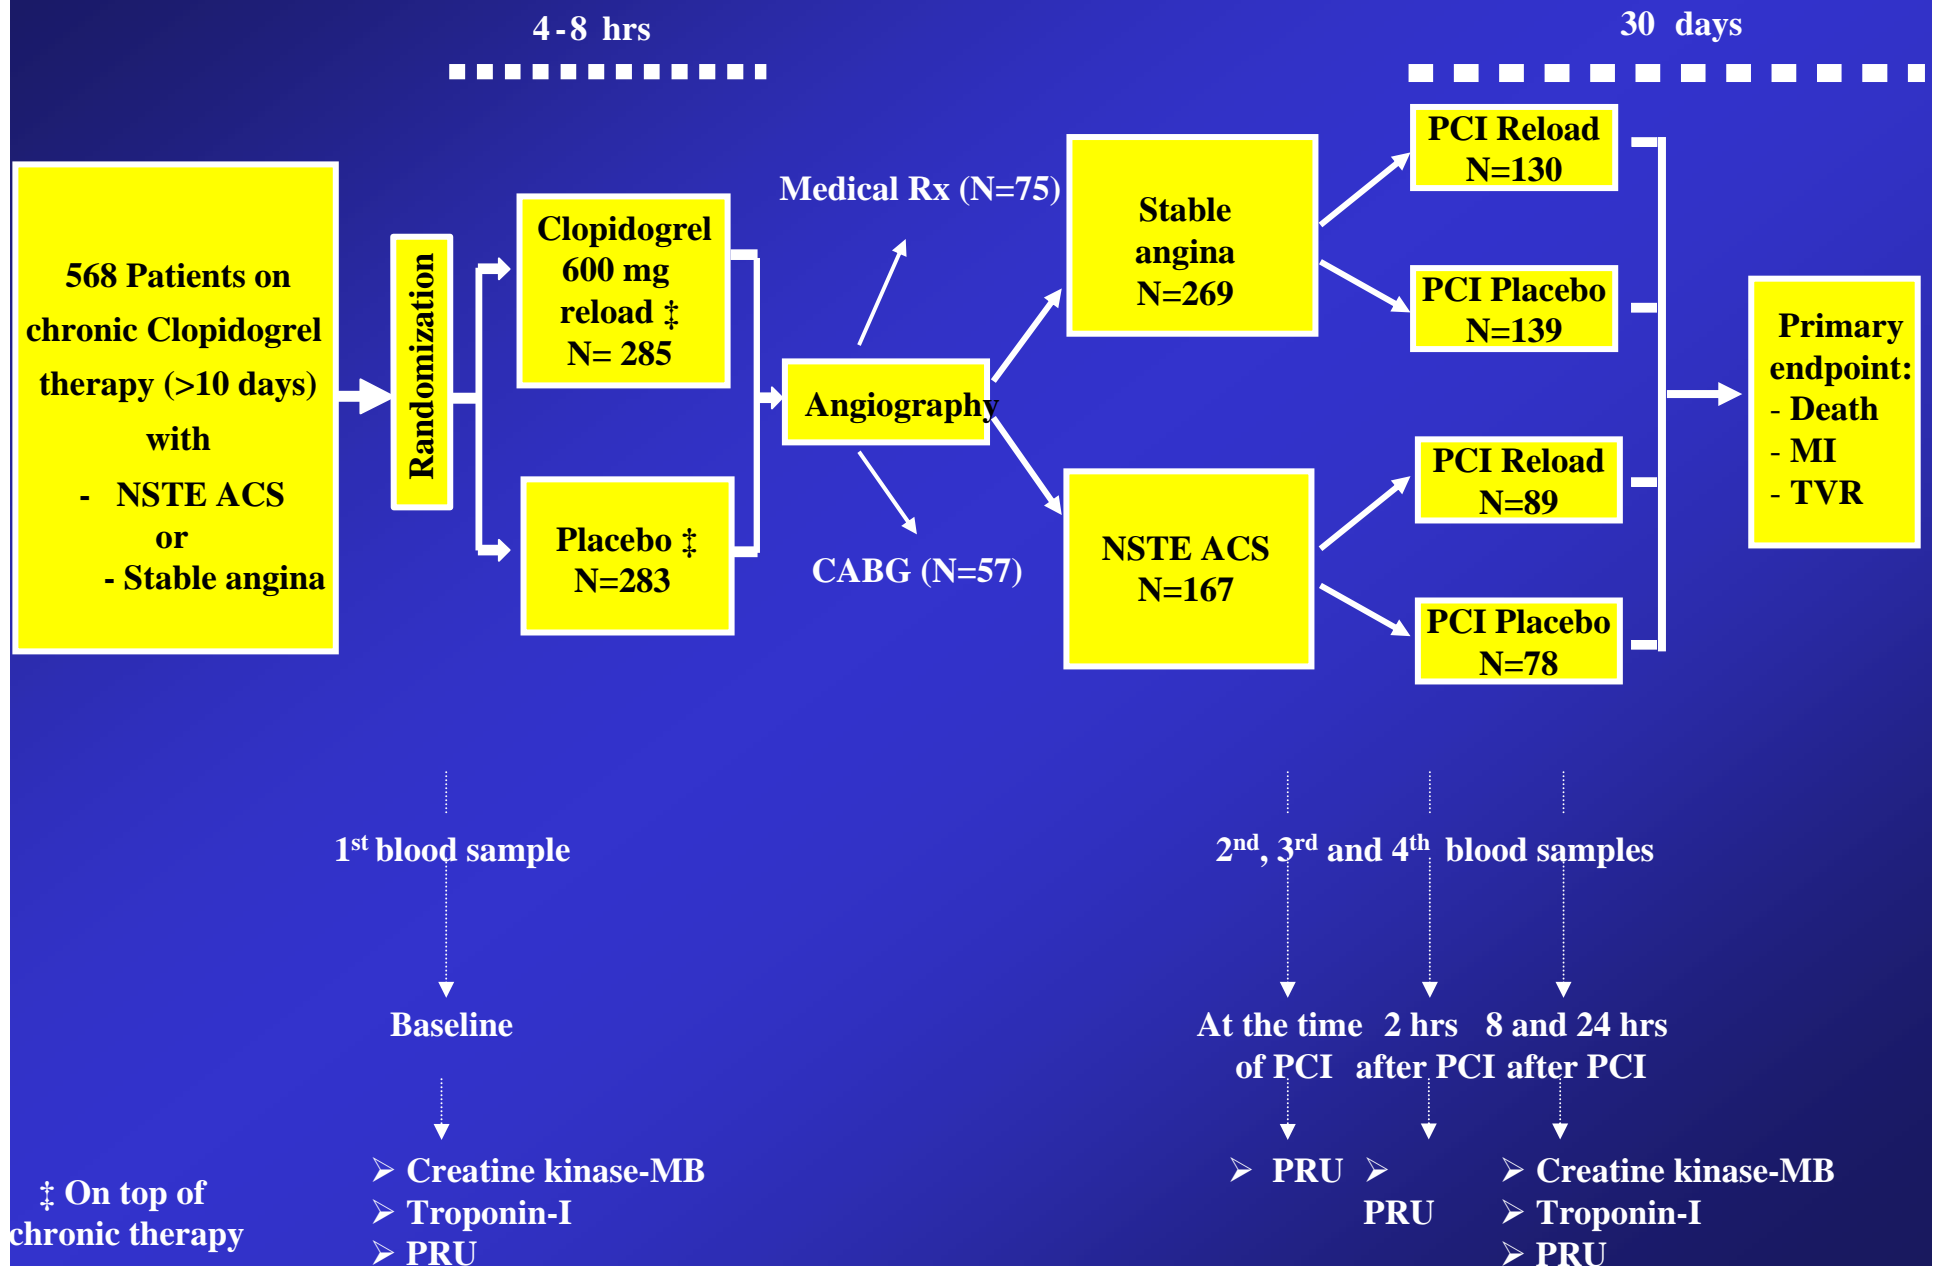 4-8 hrs
30 days
568 Patients on
chronic Clopidogrel
therapy (>10 days)
with
- NSTE ACS
or
- Stable angina
Randomization
Clopidogrel
600 mg
reload ‡
N= 285
Placebo ‡
N=283
Medical Rx (N=75)
Angiography
CABG (N=57)
Stable
angina
N=269
NSTE ACS
N=167
PCI Reload
N=130
PCI Placebo
N=139
PCI Reload
N=89
PCI Placebo
N=78
Primary
endpoint:
- Death
- MI
- TVR
1st blood sample
2nd, 3rd and 4th blood samples
Baseline
At the time
of PCI
2 hrs
after PCI
8 and 24 hrs
after PCI
➢ Creatine kinase-MB
➢ Troponin-I
➢ PRU
➢ PRU
➢
PRU
➢ Creatine kinase-MB
➢ Troponin-I
➢ PRU
‡ On top of
chronic therapy